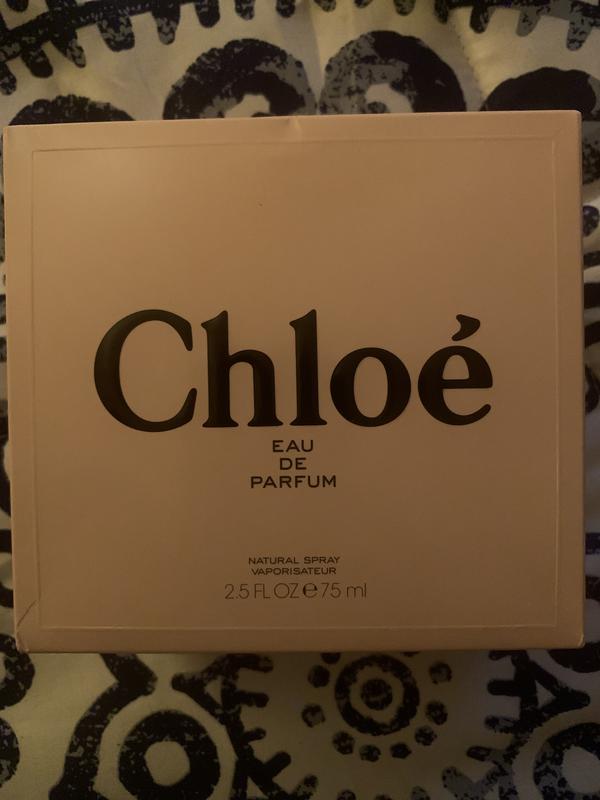 Chloé
EAU
DE
PARFUM
NATURAL SPRAY
VAPORISATEUR
2.5 FL OZ ℮ 75 ml